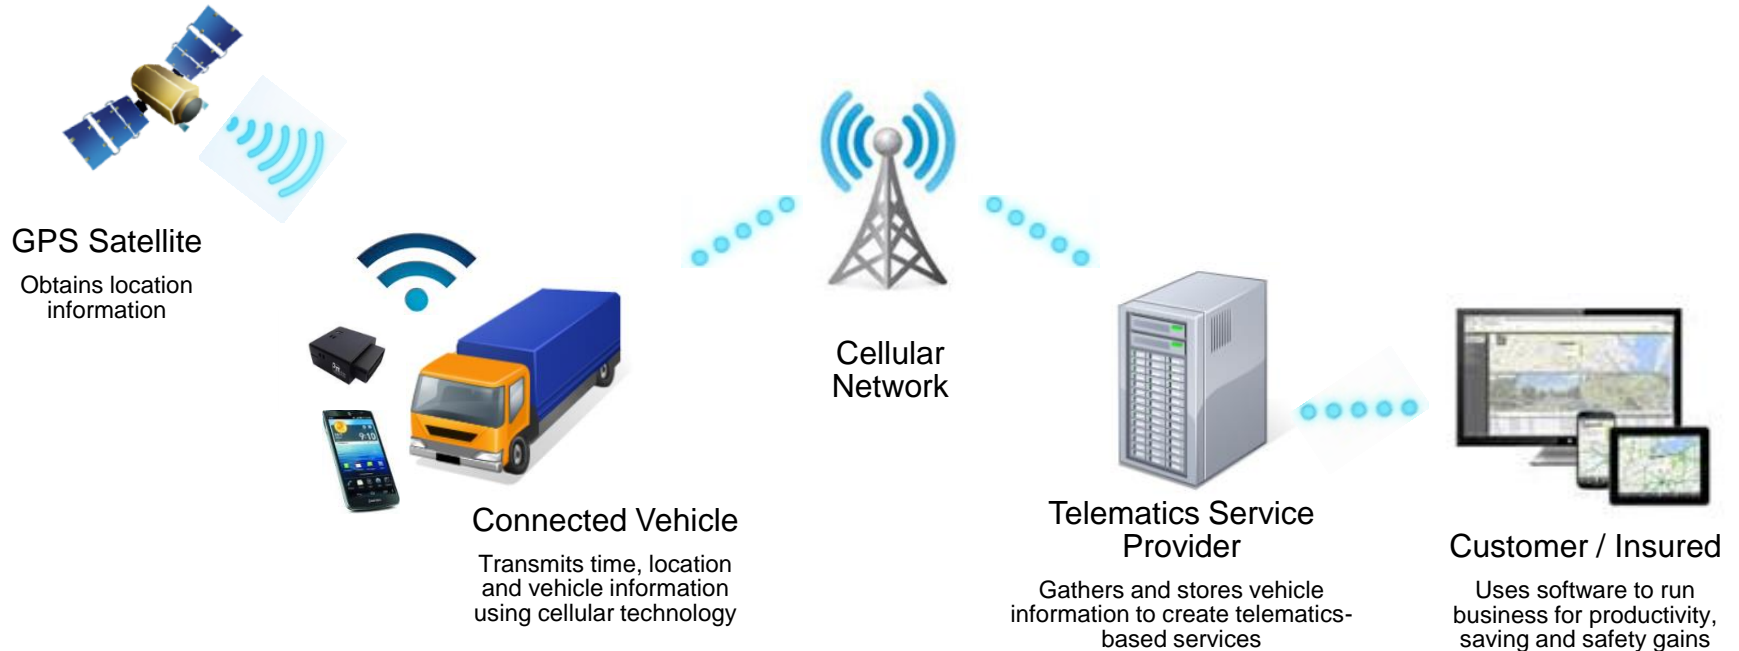 GPS Satellite
Obtains location
information
Connected Vehicle
Transmits time, location
and vehicle information
using cellular technology
Cellular
Network
Telematics Service
Provider
Gathers and stores vehicle
information to create telematics-
based services
Customer / Insured
Uses software to run
business for productivity,
saving and safety gains
9:10